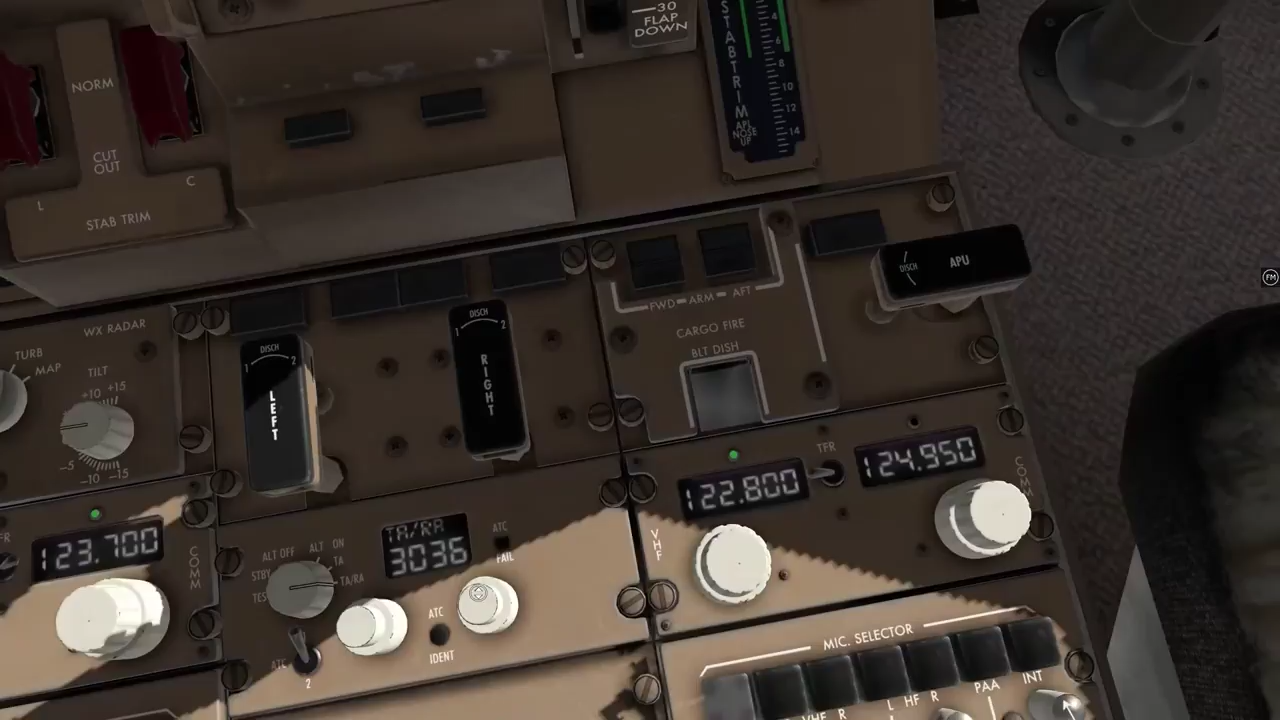 30
FLAP
DOWN
STAB TRIM
APL
NOSE
UP
4
6
8
10
12
14
NORM
CUT
OUT
L
C
STAB TRIM
WX RADAR
TURB
MAP
TILT
+10
+15
-5
-10
-15
DISCH
1
2
LEFT
DISCH
1
2
RIGHT
FWD
ARM
AFT
CARGO FIRE
BLT DISH
DISCH
APU
FM
123.700
COMM
TA/RA
3036
ALT OFF
ALT
ON
STBY
TA
TA/RA
ATC
FAIL
ATC
IDENT
ATC
2
VHF
122.800
TFR
124.950
COMM
MIC. SELECTOR
VHF R
L HF R
PAA
INT